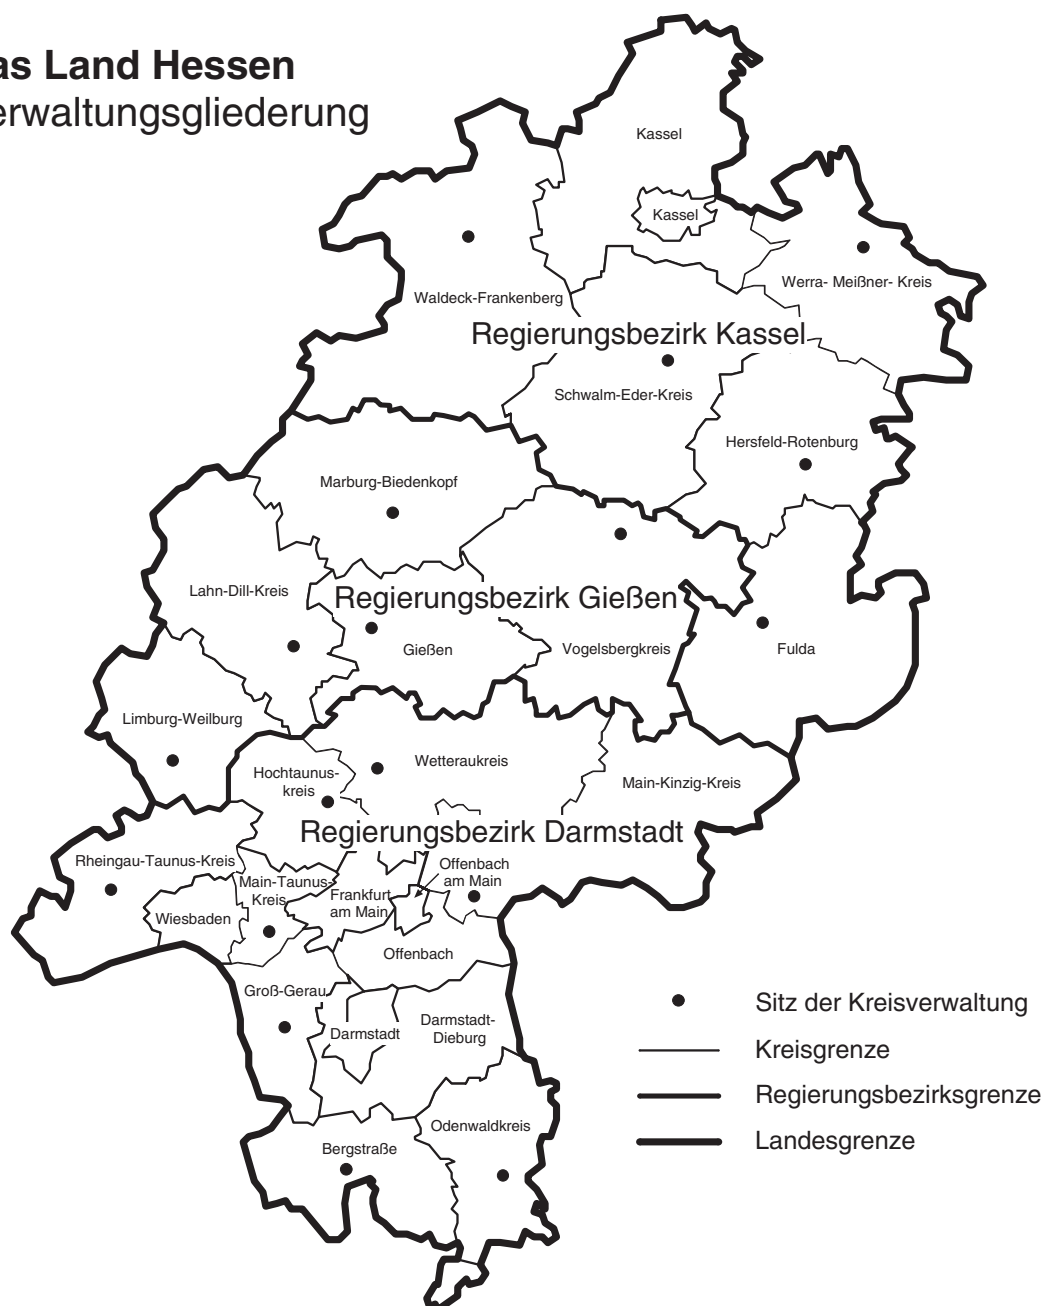 as Land Hessen
erwaltungsgliederung
Kassel
Kassel
Werra- Meißner- Kreis
Waldeck-Frankenberg
Regierungsbezirk Kassel
Schwalm-Eder-Kreis
Hersfeld-Rotenburg
Marburg-Biedenkopf
Lahn-Dill-Kreis
Regierungsbezirk Gießen
Gießen
Vogelsbergkreis
Fulda
Limburg-Weilburg
Wetteraukreis
Hochtaunus-
kreis
Main-Kinzig-Kreis
Regierungsbezirk Darmstadt
Rheingau-Taunus-Kreis
Offenbach
am Main
Main-Taunus-
Kreis
Frankfurt
am Main
Wiesbaden
Offenbach
Groß-Gerau
Darmstadt
Darmstadt-
Dieburg
Odenwaldkreis
Bergstraße
Sitz der Kreisverwaltung
Kreisgrenze
Regierungsbezirksgrenze
Landesgrenze